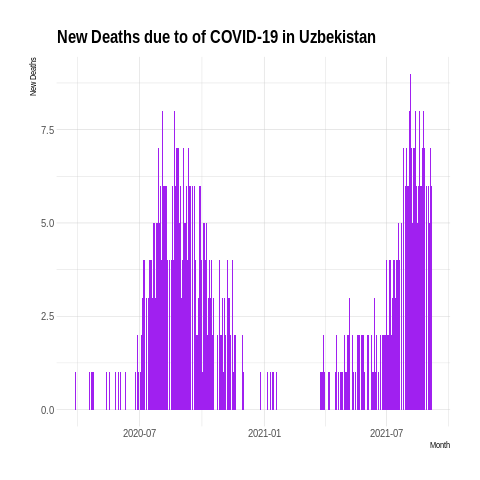 New Deaths due to of COVID-19 in Uzbekistan
New Deaths
7.5
5.0
2.5
0.0
2020-07
2021-01
2021-07
Month